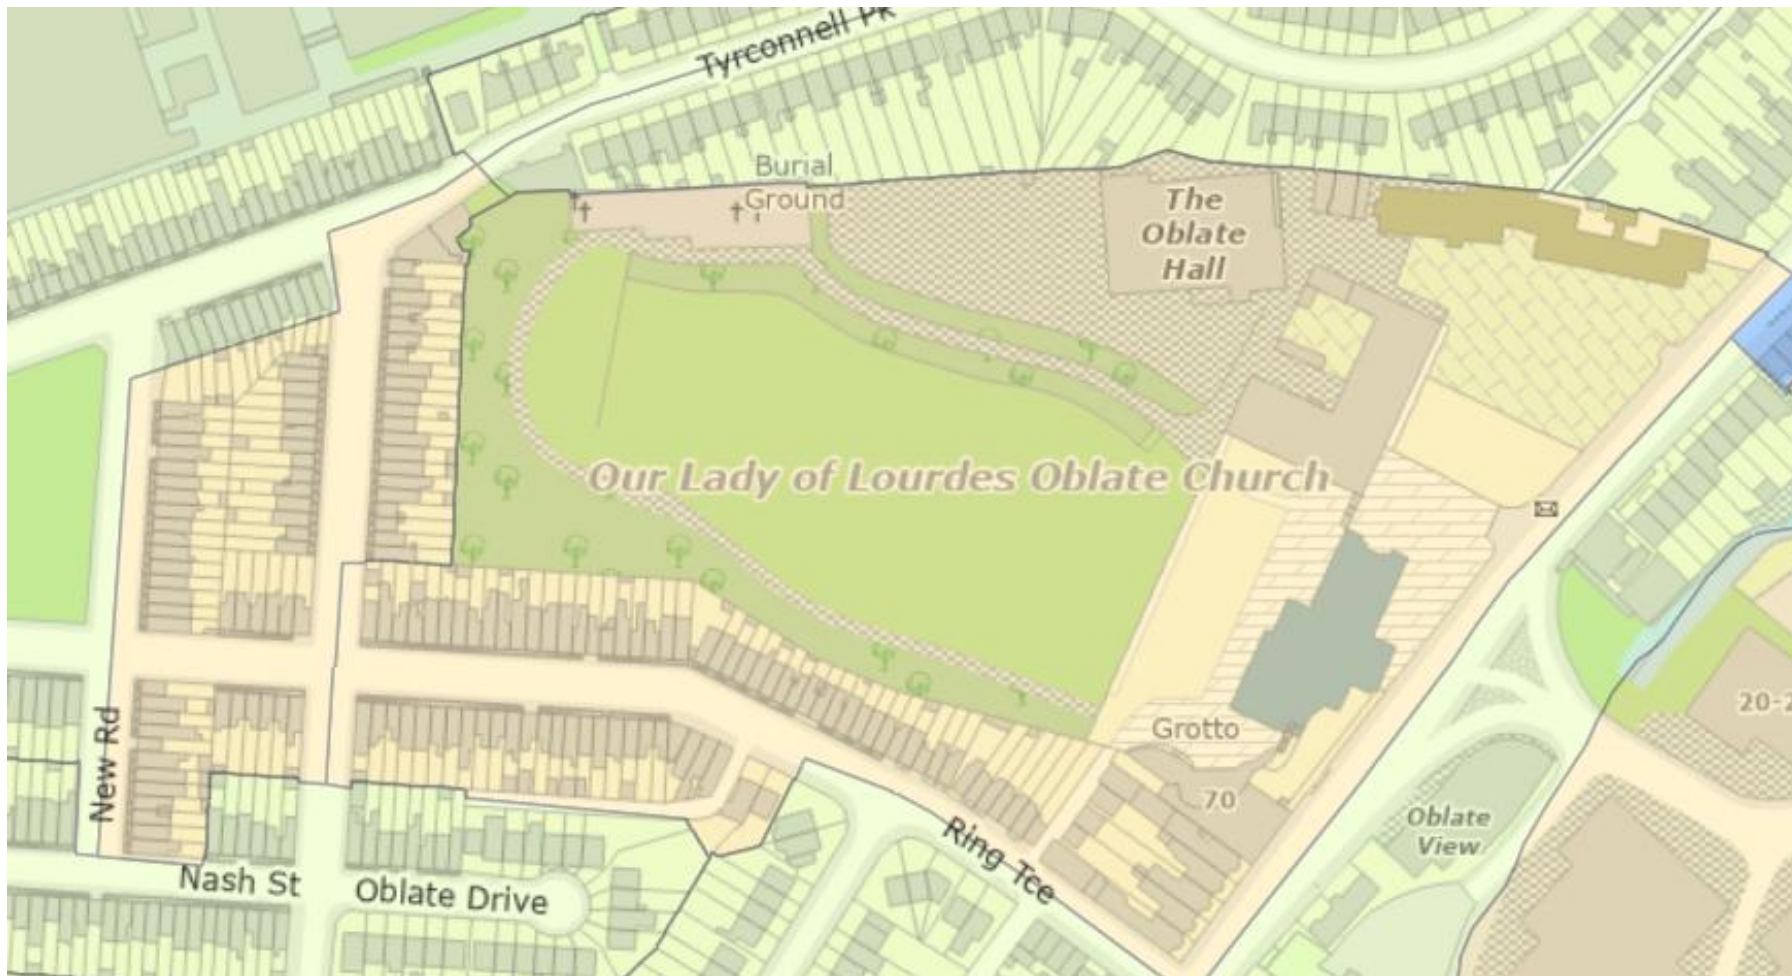 Tyrconnell Pk
Burial
Ground
The
Oblate
Hall
Our Lady of Lourdes Oblate Church
Grotto
70
Oblate
View
New Rd
Ring Tce
Nash St
Oblate Drive